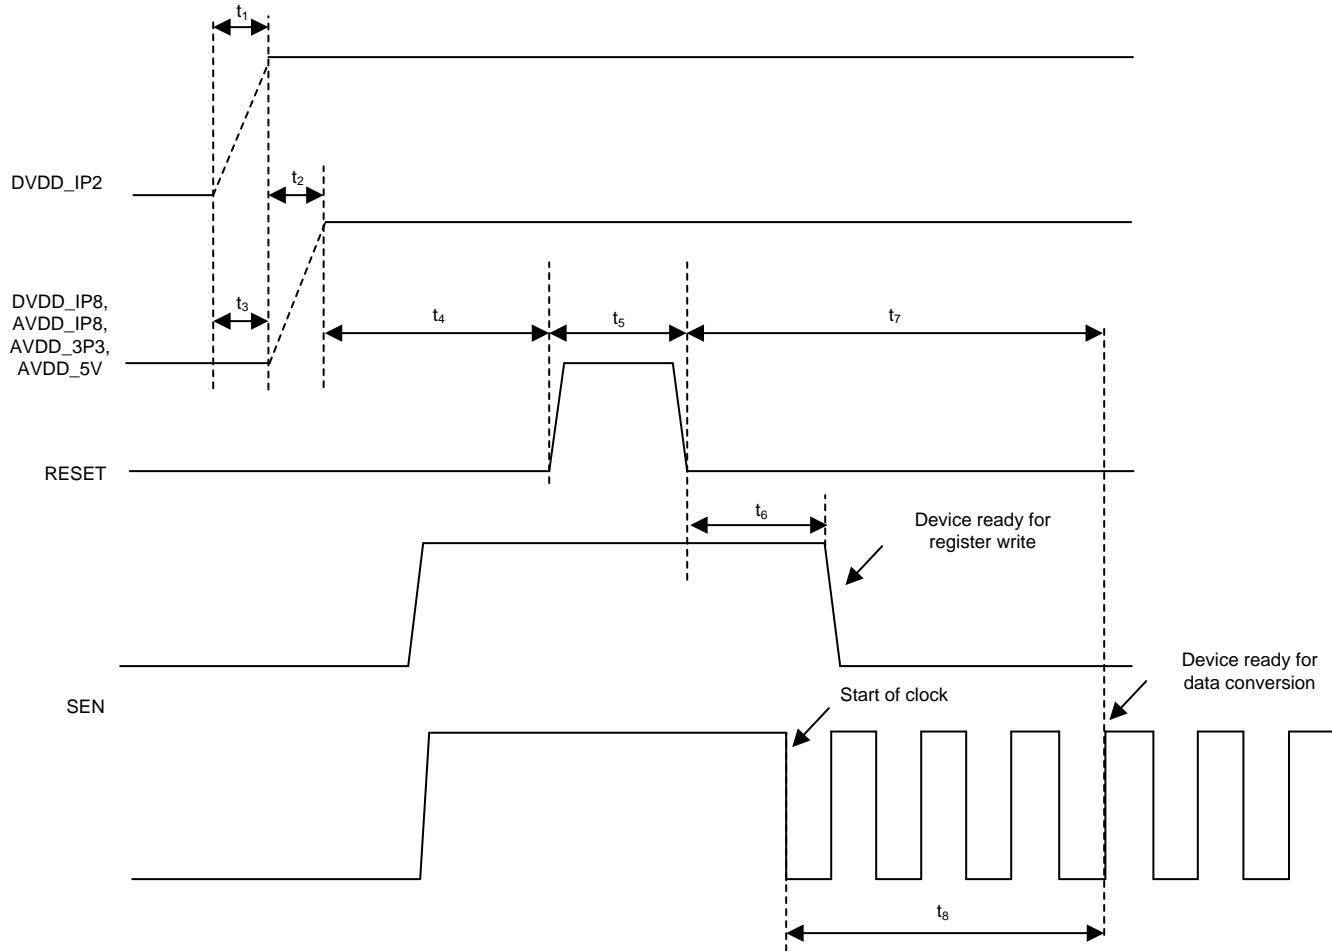 t1
DVDD_IP2
t2
DVDD_IP8,
AVDD_IP8,
AVDD_3P3,
AVDD_5V
t3
t4
t5
t7
RESET
t6
Device ready for
register write
SEN
Start of clock
Device ready for
data conversion
t8